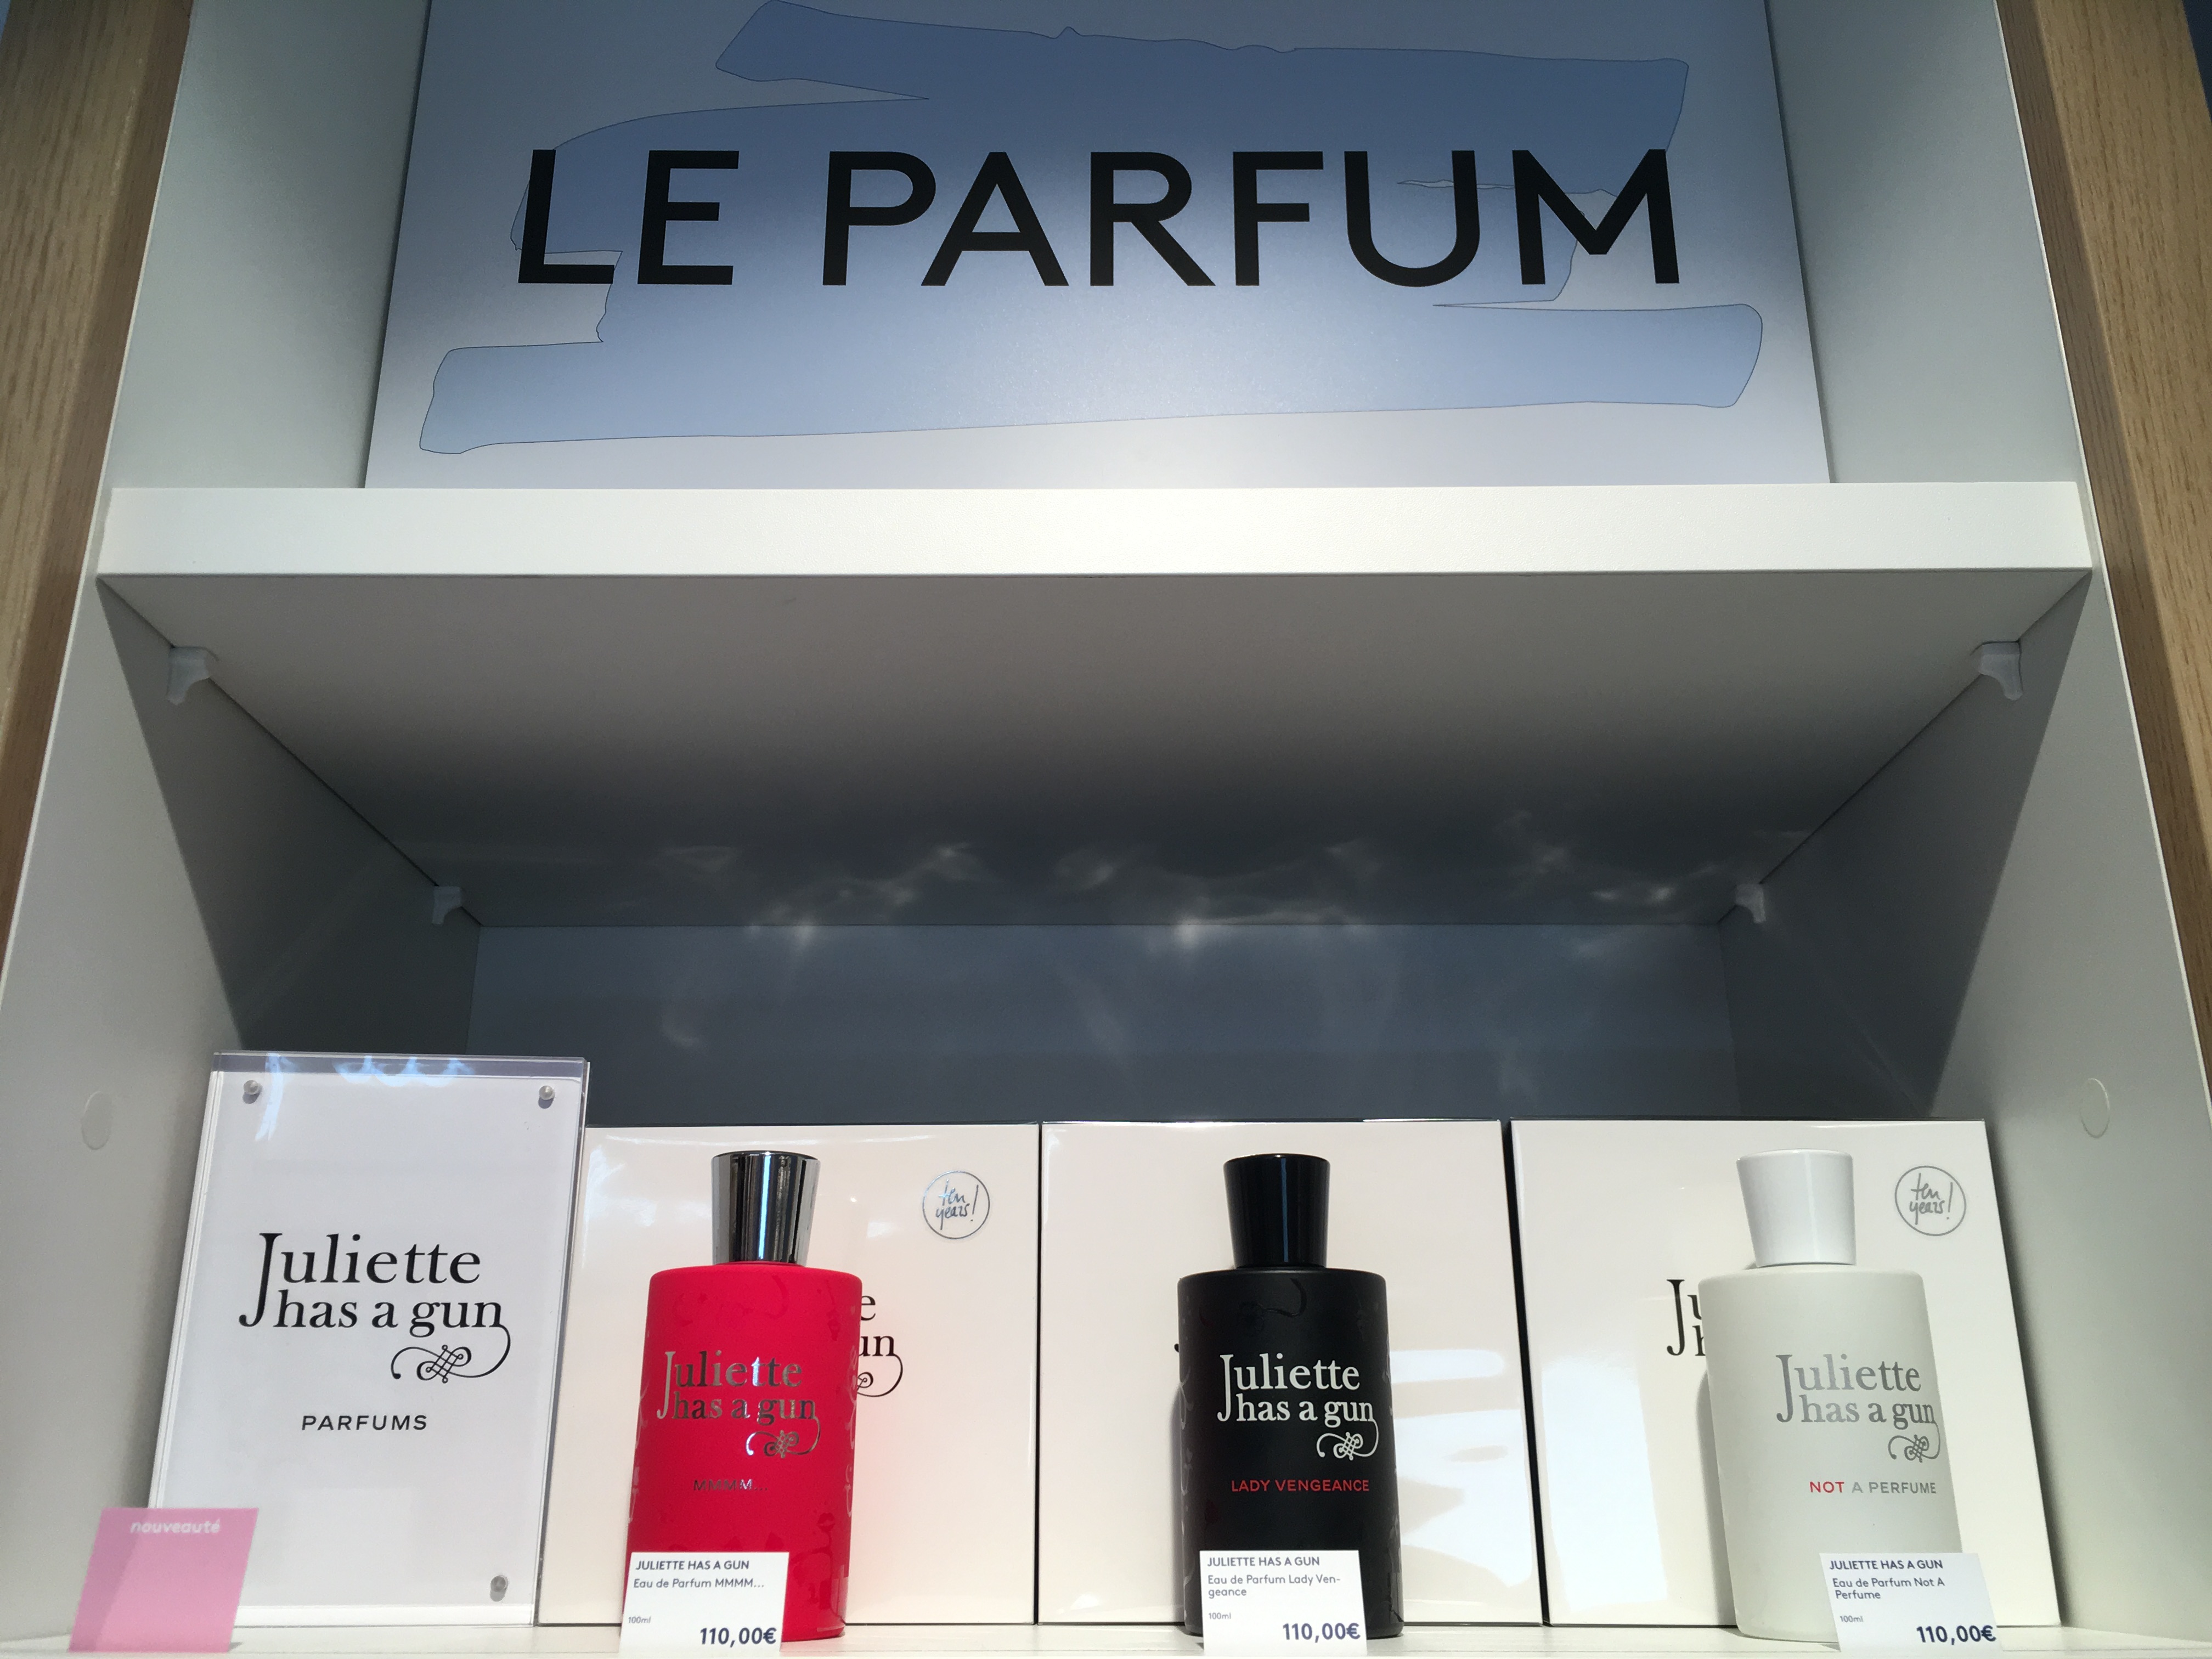 LE PARFUM
Juliette
has a gun
PARFUMS
nouveauté
ten
years!
e
un
Juliette
has a gun
MMMM...
JULIETTE HAS A GUN
Eau de Parfum MMMM...
100ml
110,00€
Juliette
has a gun
LADY VENGEANCE
JULIETTE HAS A GUN
Eau de Parfum Lady Ven-
geance
100ml
110,00€
ten
years!
Ju
h
Juliette
has a gun
NOT A PERFUME
JULIETTE HAS A GUN
Eau de Parfum Not A
Perfume
100ml
110,00€